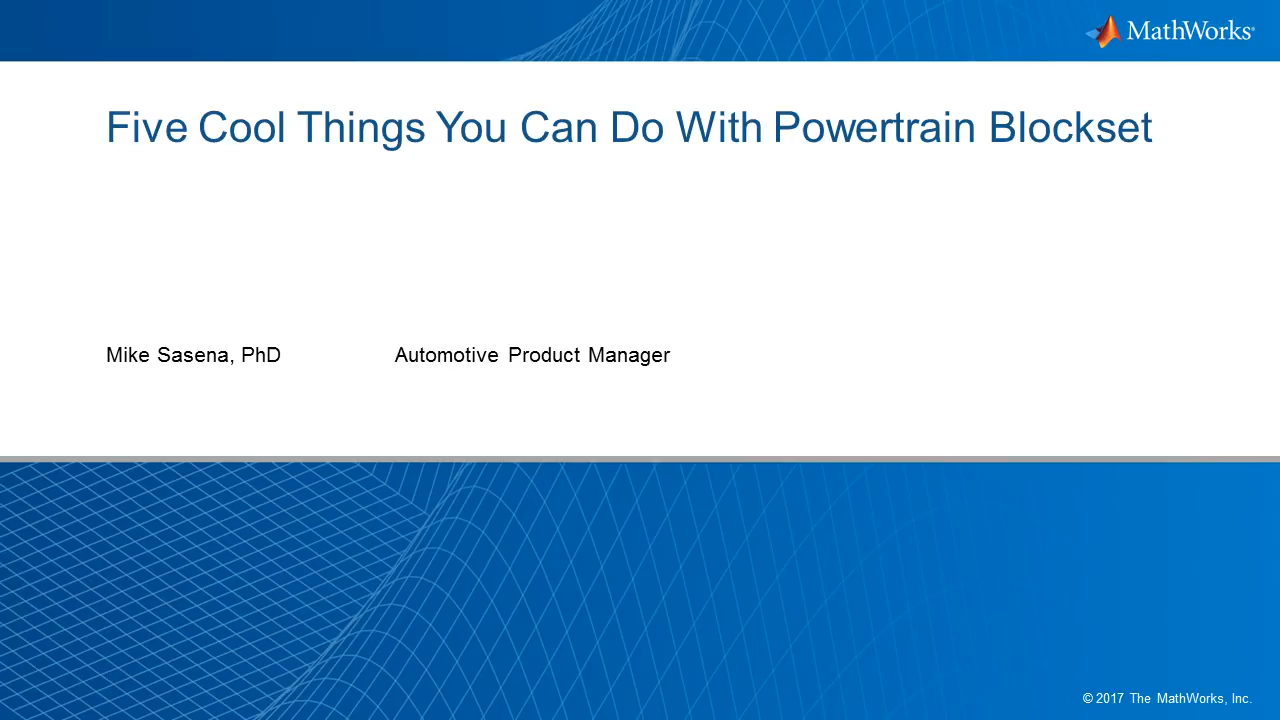 MathWorks®
Five Cool Things You Can Do With Powertrain Blockset
Mike Sasena, PhD Automotive Product Manager
© 2017 The MathWorks, Inc.